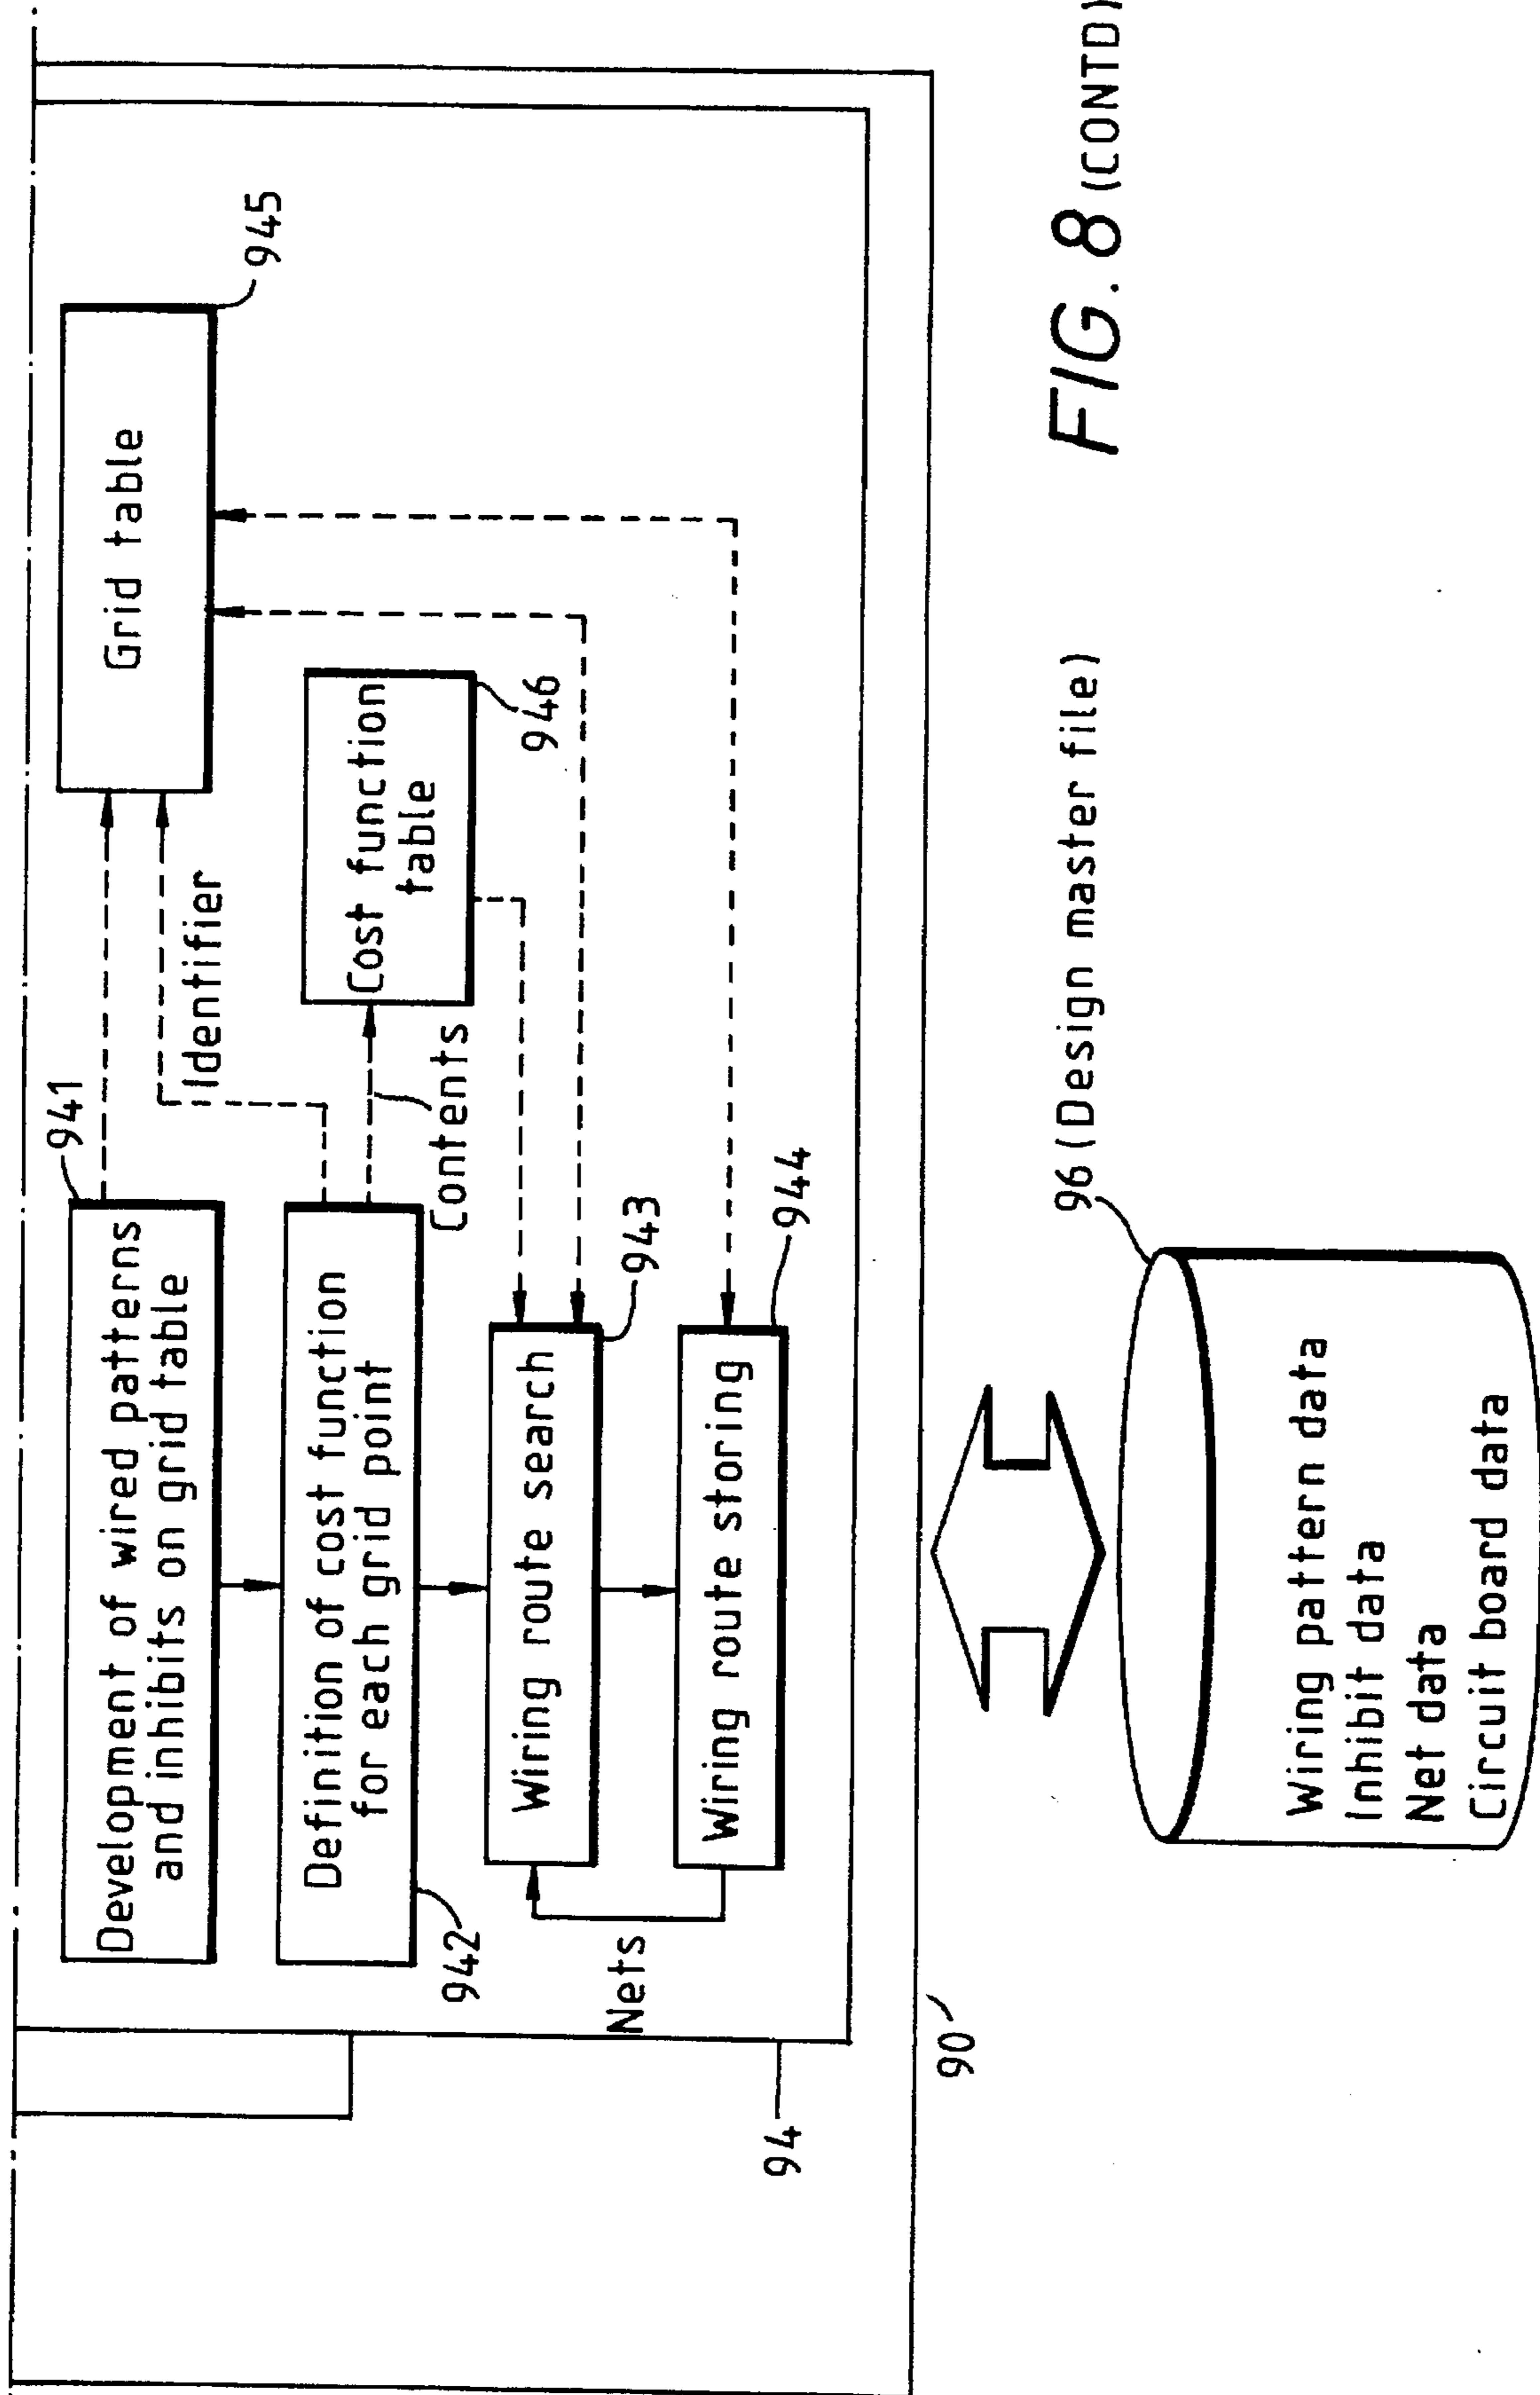 941
Development of wired patterns
and inhibits on grid table
Grid table
945
Identifier
Definition of cost function
for each grid point
942
Contents
Cost function
table
946
Wiring route search
943
Nets
Wiring route storing
944
94
90
96 (Design master file)
Wiring pattern data
Inhibit data
Net data
Circuit board data
FIG. 8 (CONTD)